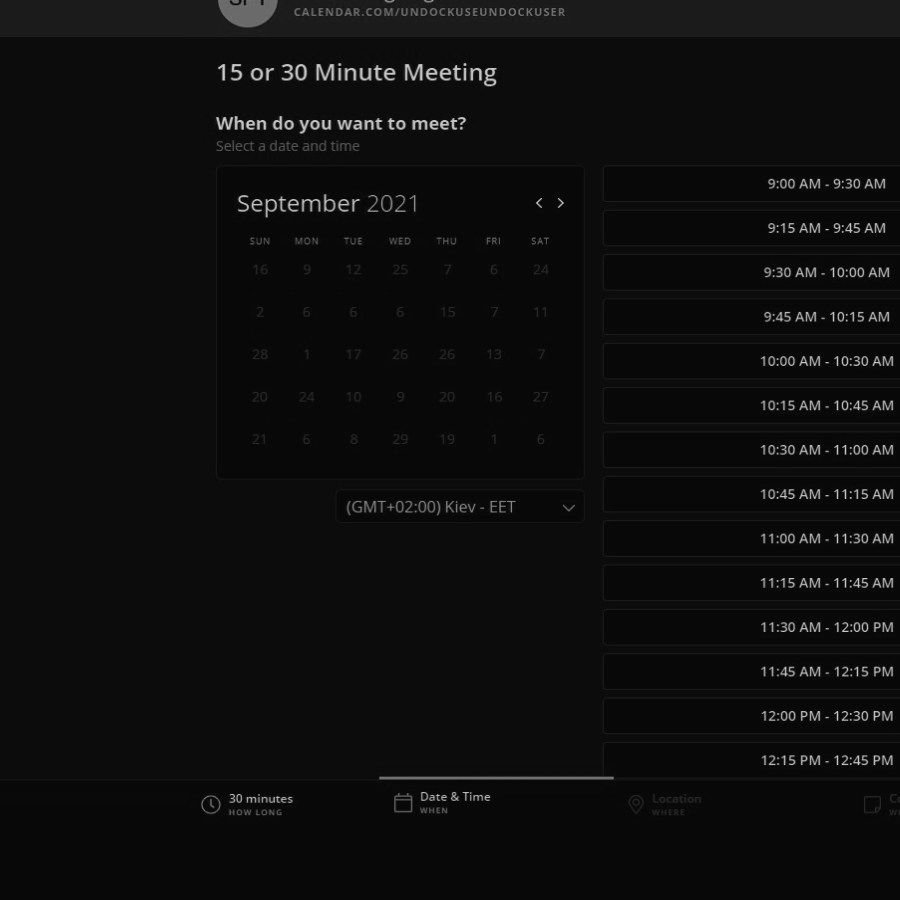 CALENDAR.COM/UNDOCKUSEUNDOCKUSER
15 or 30 Minute Meeting
When do you want to meet?
Select a date and time
September 2021
SUN MON TUE WED THU FRI SAT
16 9 12 25 7 6 24
2 6 6 6 15 7 11
28 1 17 26 26 13 7
20 24 10 9 20 16 27
21 6 8 29 19 1 6
(GMT+02:00) Kiev - EET
9:00 AM - 9:30 AM
9:15 AM - 9:45 AM
9:30 AM - 10:00 AM
9:45 AM - 10:15 AM
10:00 AM - 10:30 AM
10:15 AM - 10:45 AM
10:30 AM - 11:00 AM
10:45 AM - 11:15 AM
11:00 AM - 11:30 AM
11:15 AM - 11:45 AM
11:30 AM - 12:00 PM
11:45 AM - 12:15 PM
12:00 PM - 12:30 PM
12:15 PM - 12:45 PM
30 minutes
HOW LONG
Date & Time
WHEN
Location
WHERE